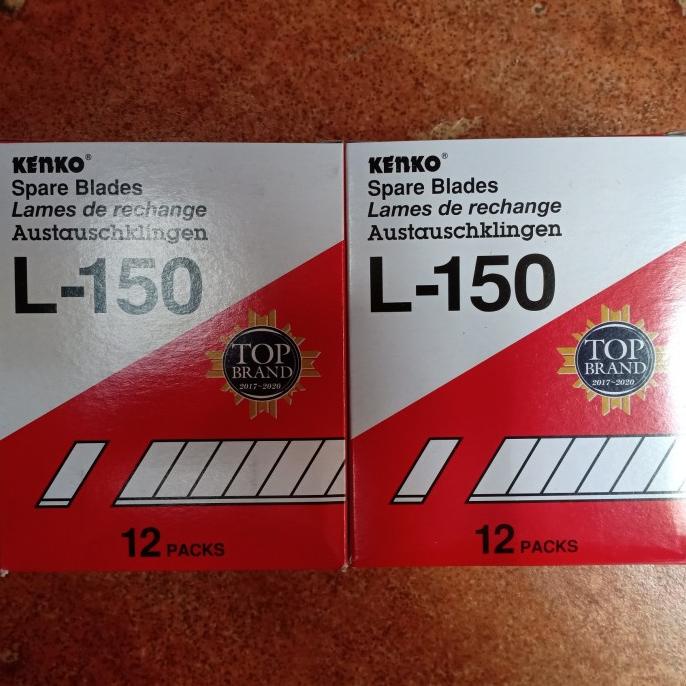 KENKO®
Spare Blades
Lames de rechange
Austauschklingen
L-150
TOP
BRAND
2017~2020
12 PACKS
KENKO®
Spare Blades
Lames de rechange
Austauschklingen
L-150
TOP
BRAND
2017~2020
12 PACKS